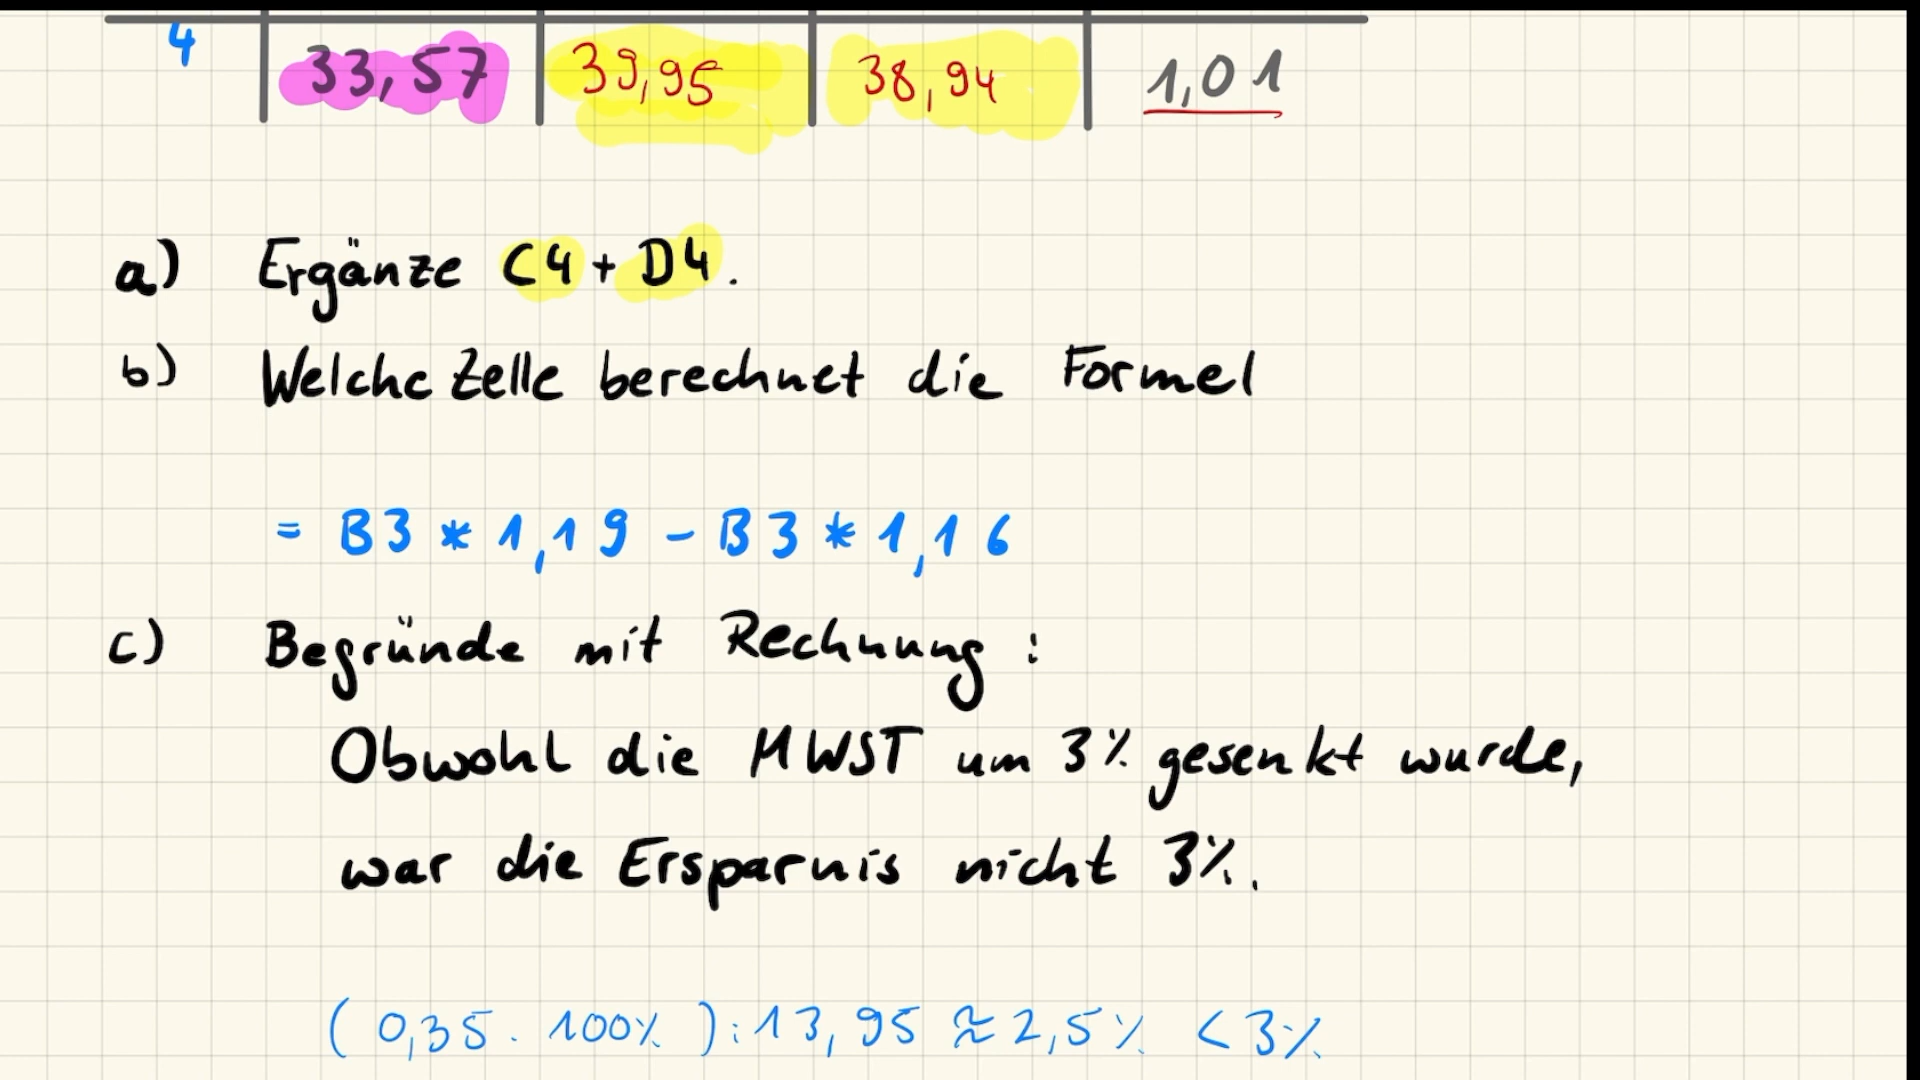 4 33,57 39,95 38,94 1,01
a) Ergänze C4 + D4.
b) Welche Zelle berechnet die Formel
= B3 * 1,19 - B3 * 1,16
c) Begründe mit Rechnung :
Obwohl die MWST um 3% gesenkt wurde,
war die Ersparnis nicht 3%.
( 0,35 . 100% ) : 13,95 ≈ 2,5% < 3%